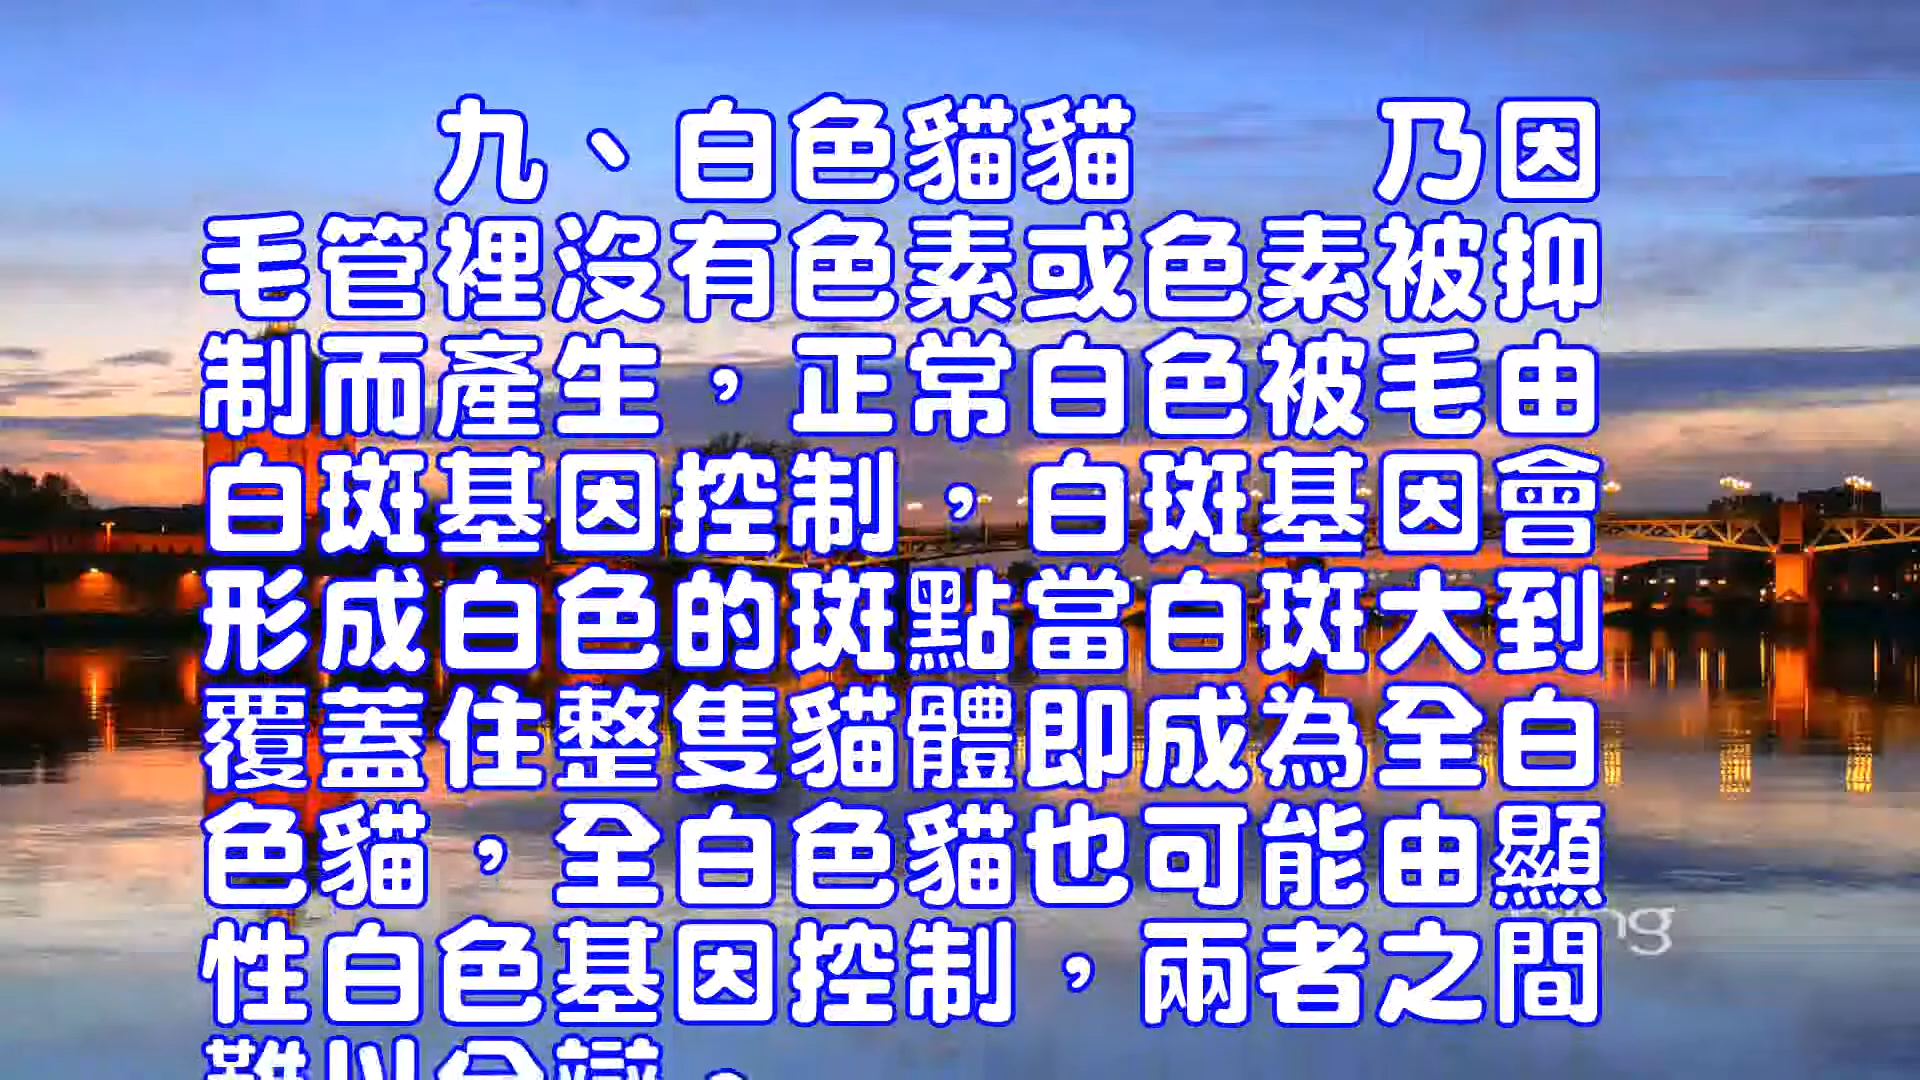 九、白色貓貓　　乃因
毛管裡沒有色素或色素被抑
制而產生，正常白色被毛由
白斑基因控制，白斑基因會
形成白色的斑點當白斑大到
覆蓋住整隻貓體即成為全白
色貓，全白色貓也可能由顯
性白色基因控制，兩者之間
難以分辯。